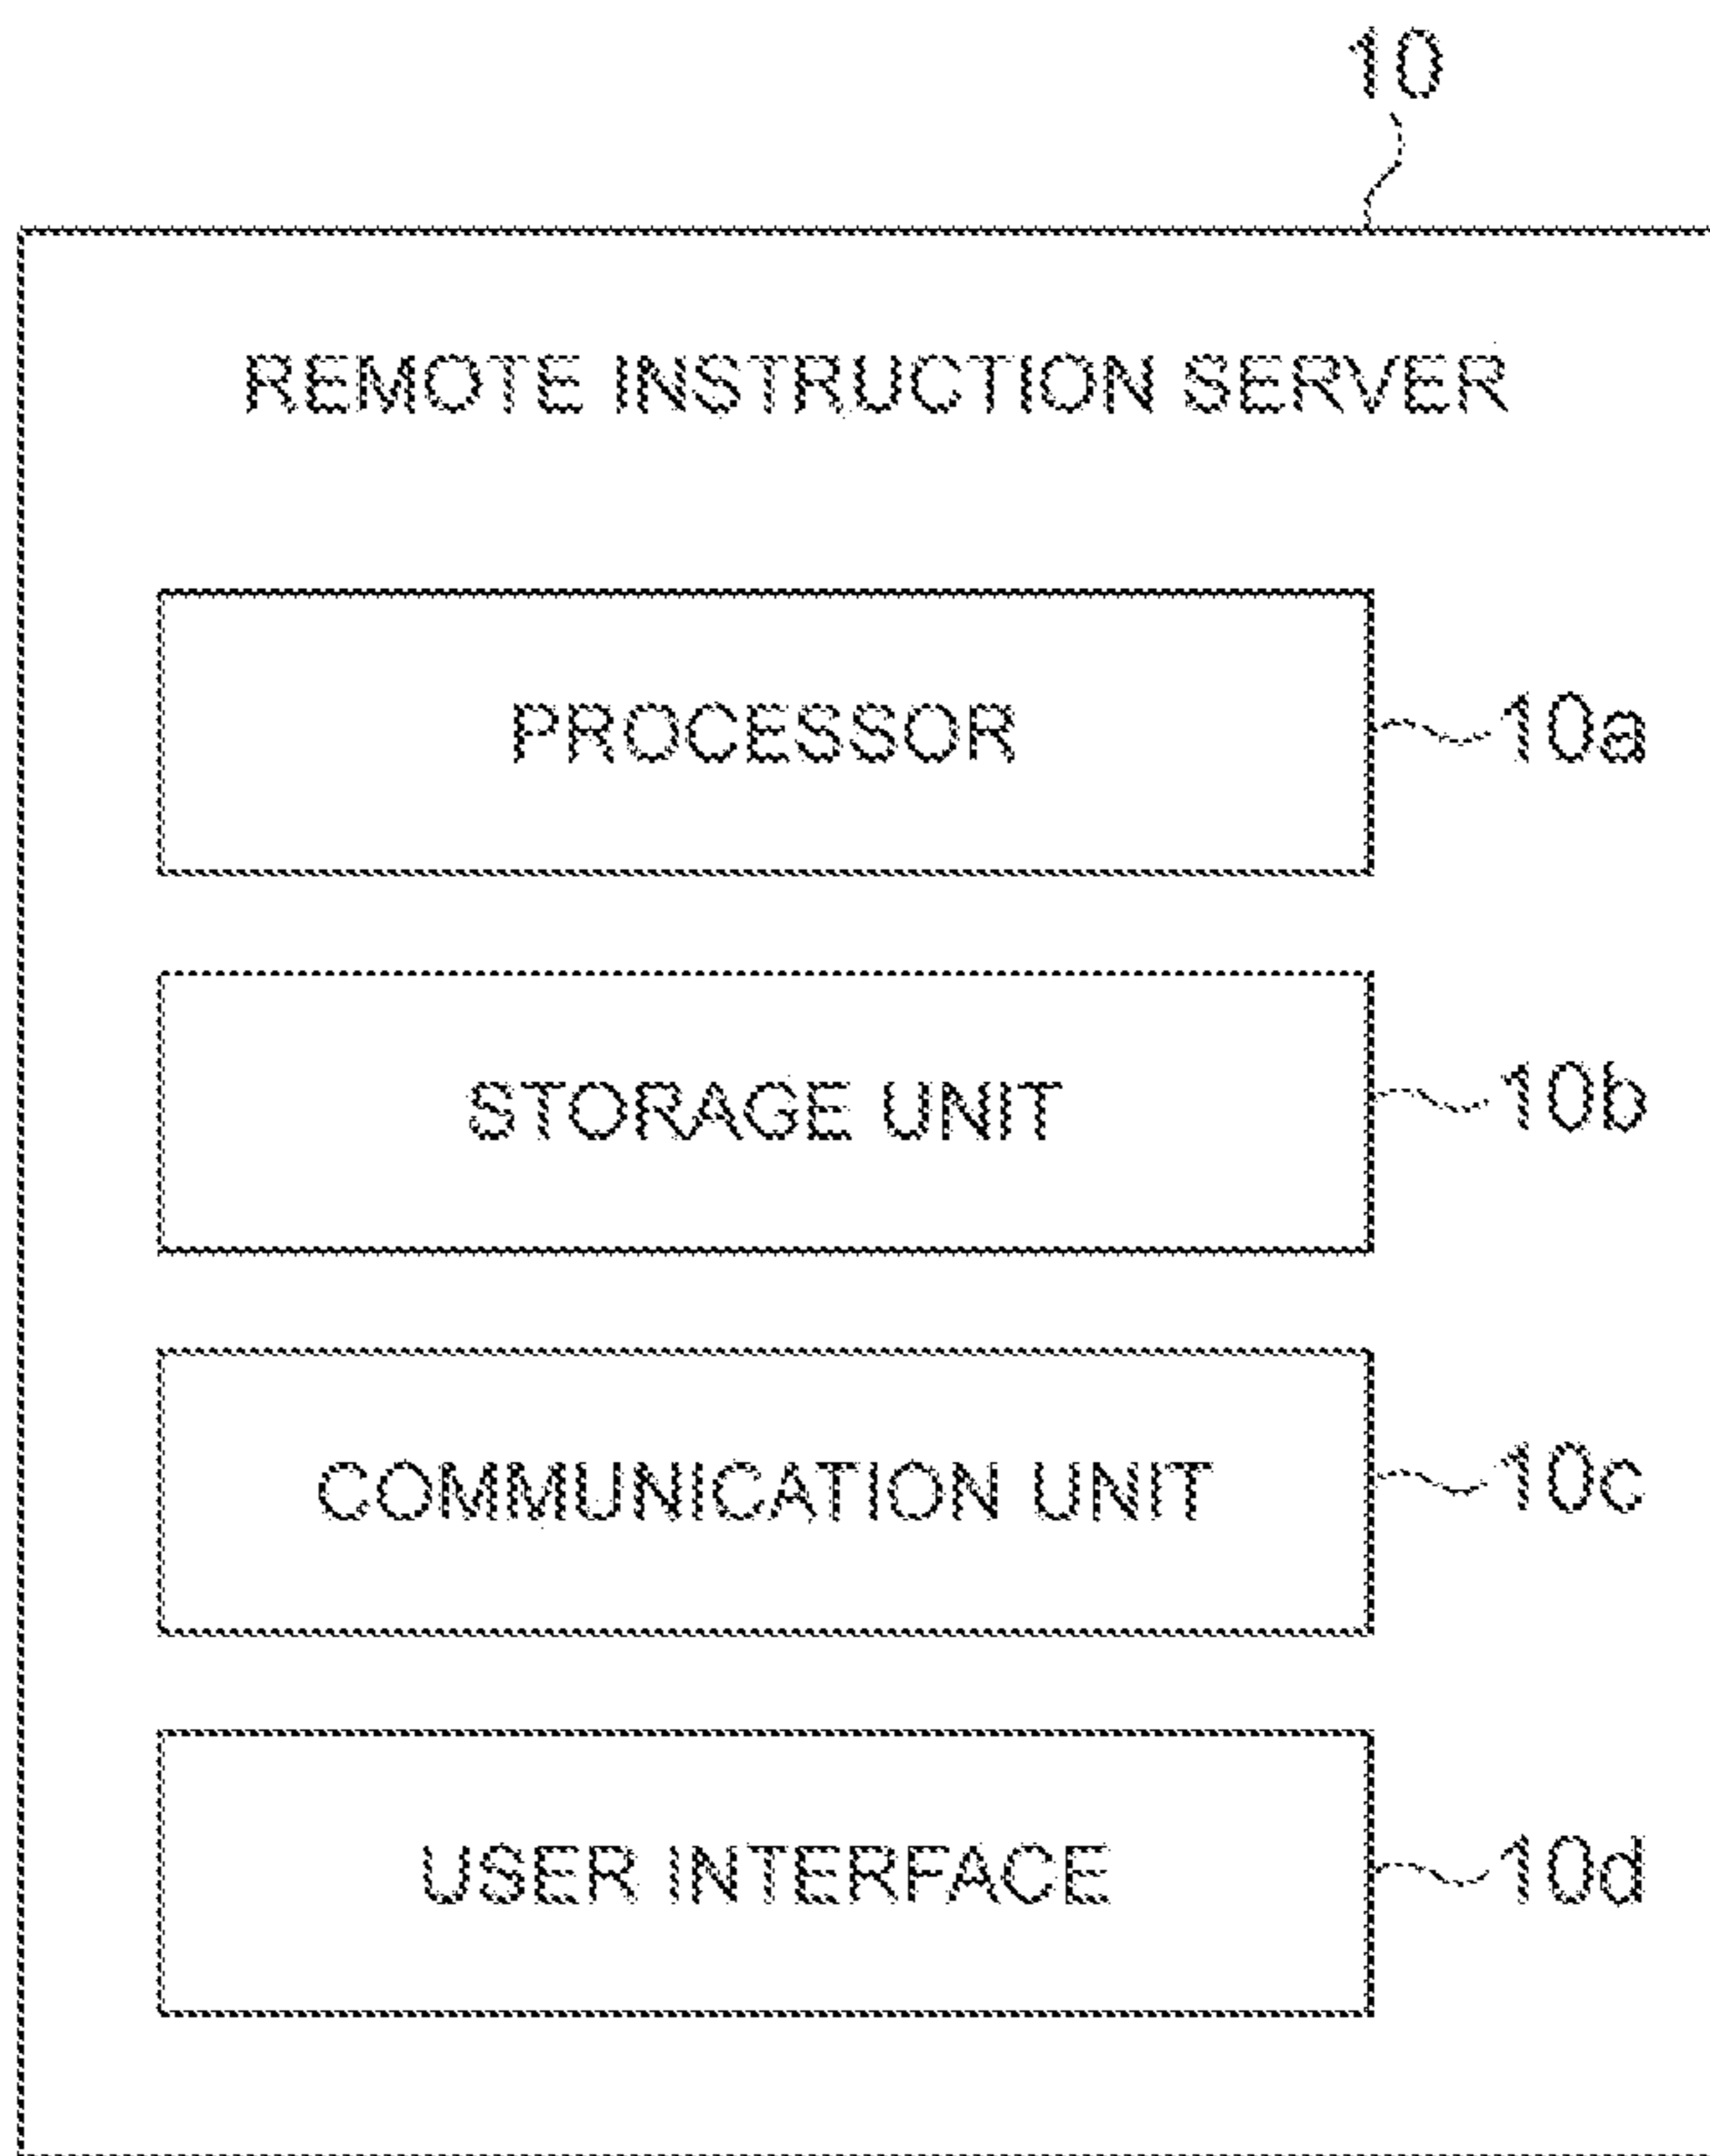 10
REMOTE INSTRUCTION SERVER
PROCESSOR 10a
STORAGE UNIT 10b
COMMUNICATION UNIT 10c
USER INTERFACE 10d